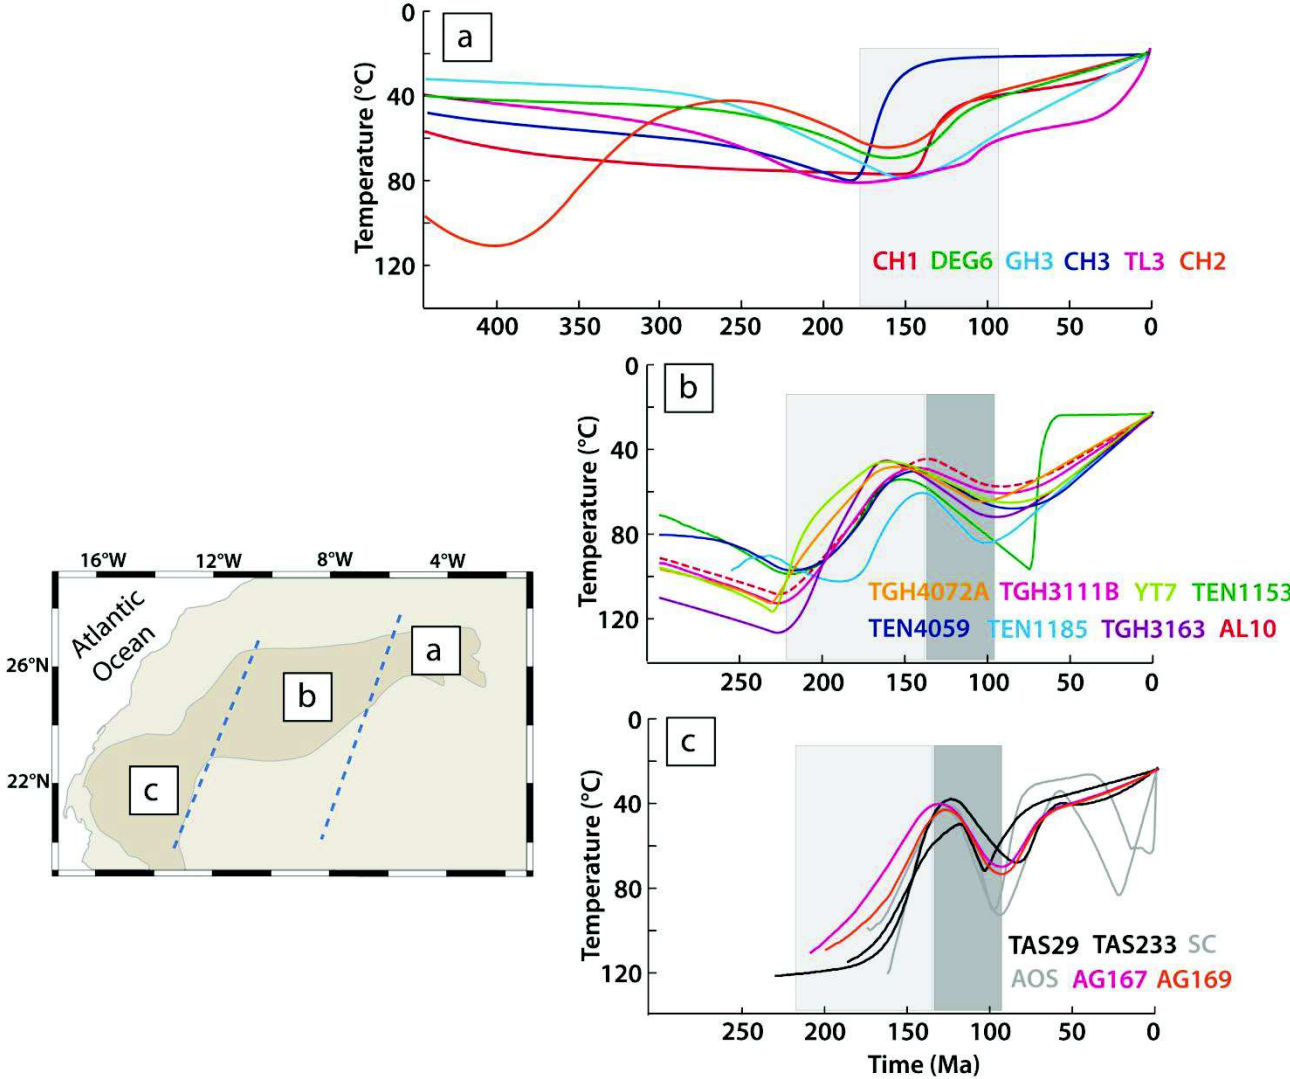 a
0
40
80
120
Temperature (°C)
CH1 DEG6 GH3 CH3 TL3 CH2
400 350 300 250 200 150 100 50 0
b
0
40
80
120
Temperature (°C)
TGH4072A TGH3111B YT7 TEN1153
TEN4059 TEN1185 TGH3163 AL10
250 200 150 100 50 0
16°W 12°W 8°W 4°W
Atlantic
Ocean
26°N
22°N
a
b
c
c
0
40
80
120
Temperature (°C)
TAS29 TAS233 SC
AOS AG167 AG169
250 200 150 100 50 0
Time (Ma)